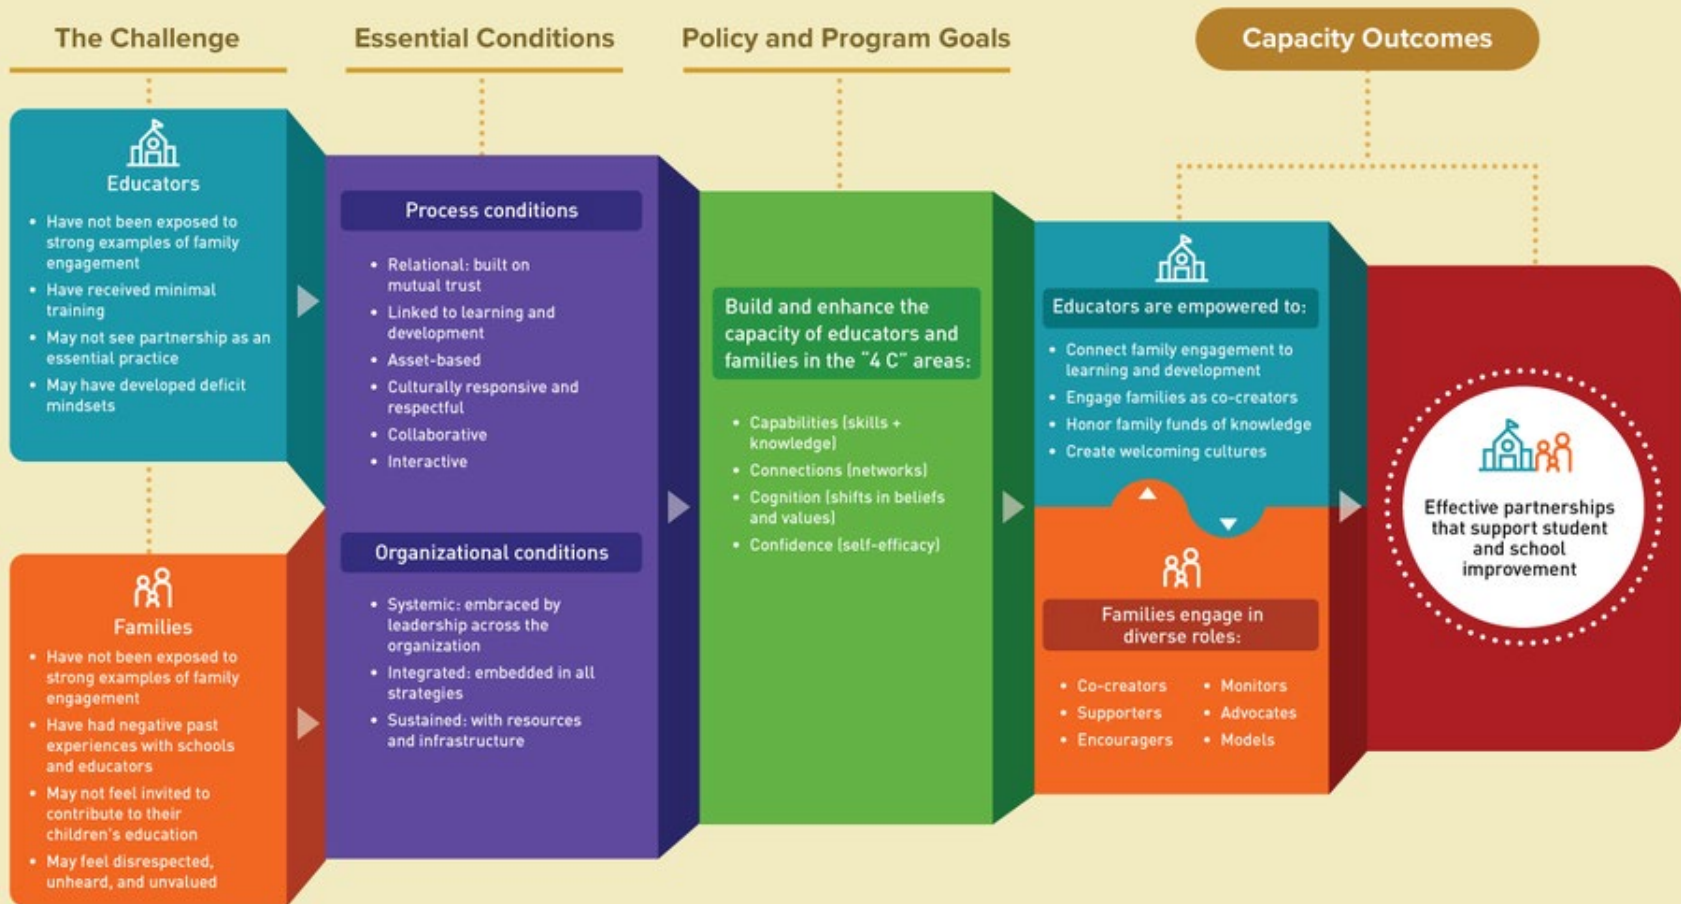 The Challenge
Essential Conditions
Policy and Program Goals
Capacity Outcomes
Educators
• Have not been exposed to
strong examples of family
engagement
• Have received minimal
training
• May not see partnership as an
essential practice
• May have developed deficit
mindsets
Families
• Have not been exposed to
strong examples of family
engagement
• Have had negative past
experiences with schools
and educators
• May not feel invited to
contribute to their
children's education
• May feel disrespected,
unheard, and unvalued
Process conditions
• Relational: built on
mutual trust
• Linked to learning and
development
• Asset-based
• Culturally responsive and
respectful
• Collaborative
• Interactive
Organizational conditions
• Systemic: embraced by
leadership across the
organization
• Integrated: embedded in all
strategies
• Sustained: with resources
and infrastructure
Build and enhance the
capacity of educators and
families in the "4 C" areas:
• Capabilities (skills +
knowledge)
• Connections (networks)
• Cognition (shifts in beliefs
and values)
• Confidence (self-efficacy)
Educators are empowered to:
• Connect family engagement to
learning and development
• Engage families as co-creators
• Honor family funds of knowledge
• Create welcoming cultures
Families engage in
diverse roles:
• Co-creators
• Supporters
• Encouragers
• Monitors
• Advocates
• Models
Effective partnerships
that support student
and school
improvement